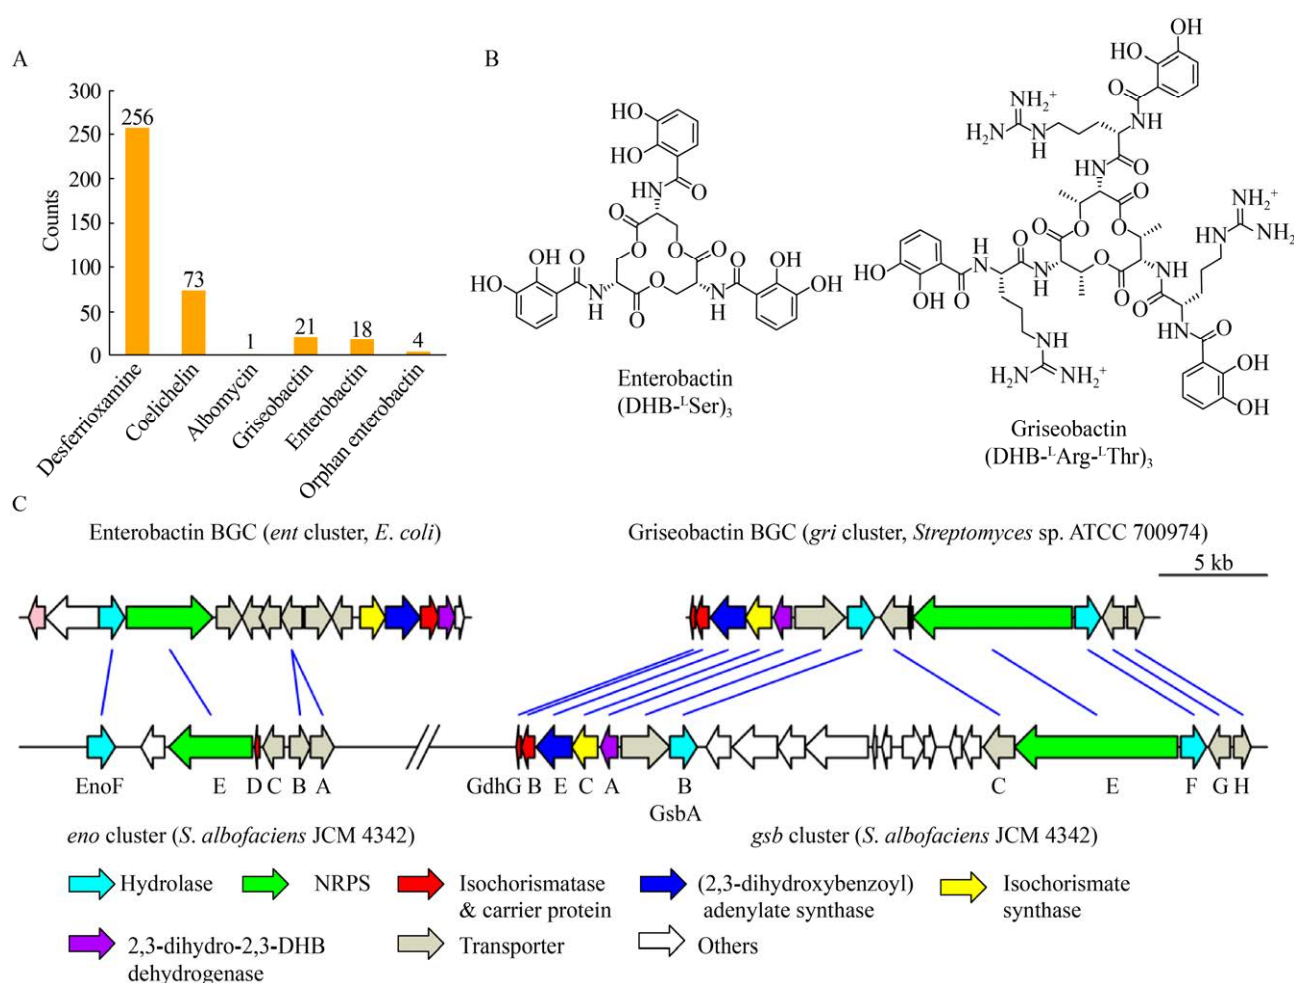 A
Counts
300
250
200
150
100
50
0
256
73
1
21
18
4
Desferrioxamine
Coelichelin
Albomycin
Griseobactin
Enterobactin
Orphan enterobactin
B
HO
HO
HN
O
O
O
O
O
O
O
OH
HO
O
N
H
O
N
H
O
OH
OH
Enterobactin
(DHB-ᴸSer)₃
OH
HO
O
NH
NH₂⁺
H₂N
N
H
O
HN
O
O
O
O
O
O
NH₂⁺
HN
NH₂
HO
OH
O
H
N
O
N
H
NH
H₂N
NH₂⁺
O
NH
O
NH
O
OH
OH
Griseobactin
(DHB-ᴸArg-ᴸThr)₃
C
Enterobactin BGC (ent cluster, E. coli)
Griseobactin BGC (gri cluster, Streptomyces sp. ATCC 700974)
5 kb
EnoF E D C B A
GdhG B E C A B C E F G H
GsbA
eno cluster (S. albofaciens JCM 4342)
gsb cluster (S. albofaciens JCM 4342)
Hydrolase
NRPS
Isochorismatase
& carrier protein
(2,3-dihydroxybenzoyl)
adenylate synthase
Isochorismate
synthase
2,3-dihydro-2,3-DHB
dehydrogenase
Transporter
Others